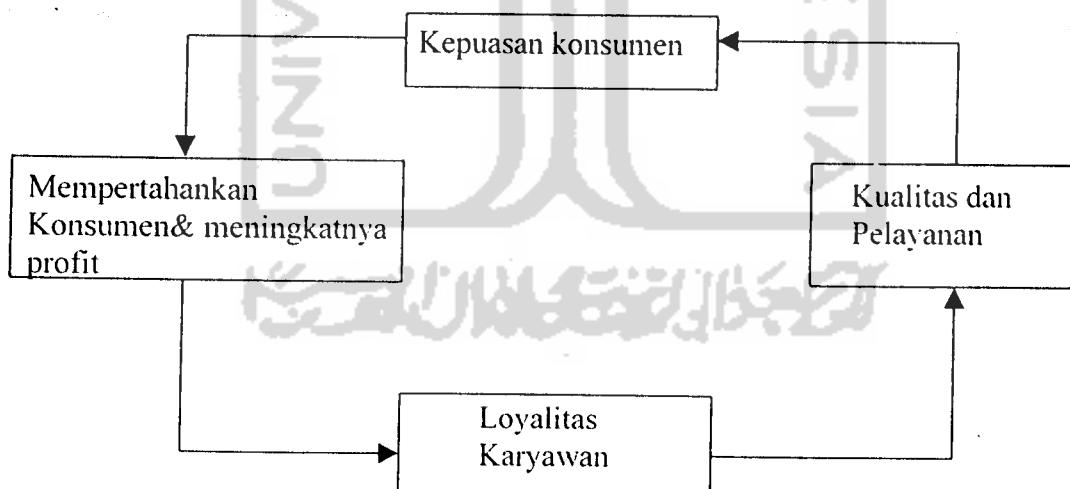 Kepuasan konsumen
Mempertahankan
Konsumen& meningkatnya
profit
Kualitas dan
Pelayanan
Loyalitas
Karyawan